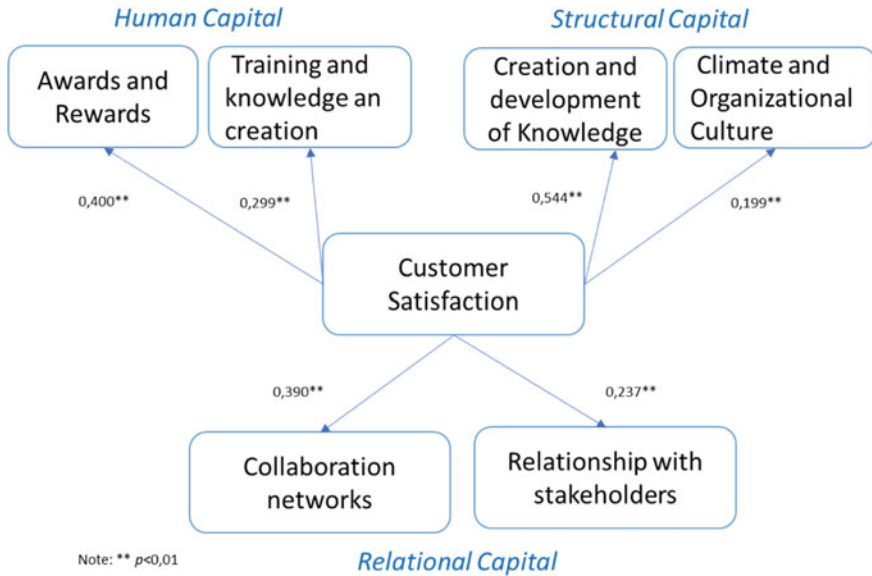 Human Capital
Structural Capital
Awards and
Rewards
Training and
knowledge an
creation
Creation and
development
of Knowledge
Climate and
Organizational
Culture
0,400**
0,299**
0,544**
0,199**
Customer
Satisfaction
0,390**
0,237**
Collaboration
networks
Relationship with
stakeholders
Note: ** p<0,01
Relational Capital